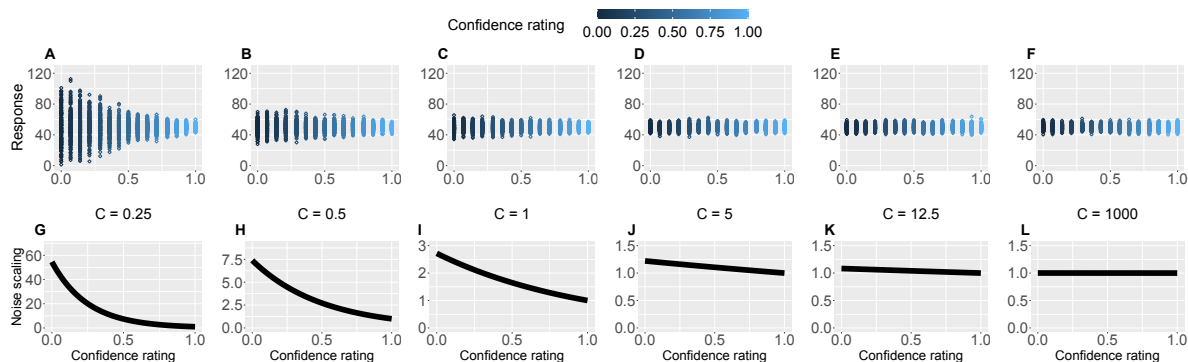 Confidence rating
0.00 0.25 0.50 0.75 1.00
A B C D E F
Response
120 120 120 120 120 120
80 80 80 80 80 80
40 40 40 40 40 40
0 0 0 0 0 0
0.0 0.5 1.0 0.0 0.5 1.0 0.0 0.5 1.0 0.0 0.5 1.0 0.0 0.5 1.0 0.0 0.5 1.0
C = 0.25 C = 0.5 C = 1 C = 5 C = 12.5 C = 1000
G H I J K L
Noise scaling
60 7.5 3 1.5 1.5 1.5
40 5.0 2 1.0 1.0 1.0
20 2.5 1 0.5 0.5 0.5
0 0.0 0 0.0 0.0 0.0
0.0 0.5 1.0 0.0 0.5 1.0 0.0 0.5 1.0 0.0 0.5 1.0 0.0 0.5 1.0 0.0 0.5 1.0
Confidence rating Confidence rating Confidence rating Confidence rating Confidence rating Confidence rating